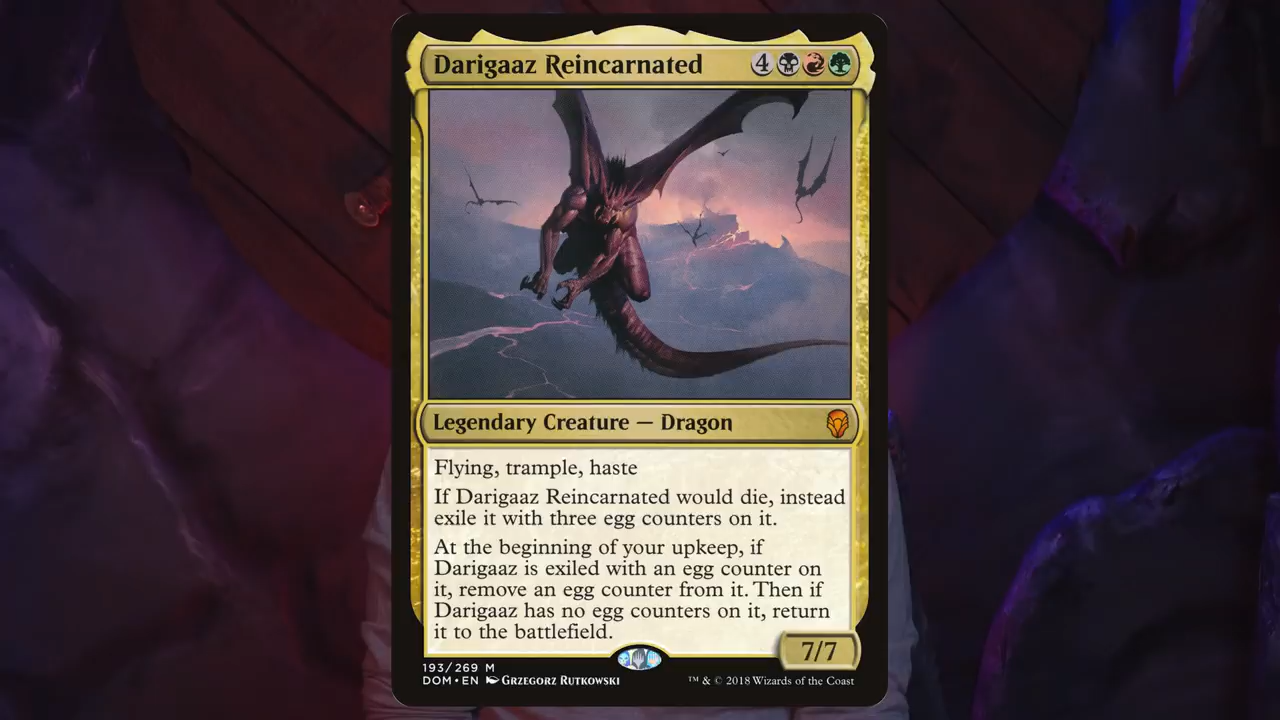 Darigaaz Reincarnated 4
Legendary Creature — Dragon
Flying, trample, haste
If Darigaaz Reincarnated would die, instead
exile it with three egg counters on it.
At the beginning of your upkeep, if
Darigaaz is exiled with an egg counter on
it, remove an egg counter from it. Then if
Darigaaz has no egg counters on it, return
it to the battlefield.
7/7
193/269 M
DOM • EN Grzegorz Rutkowski
™ & © 2018 Wizards of the Coast